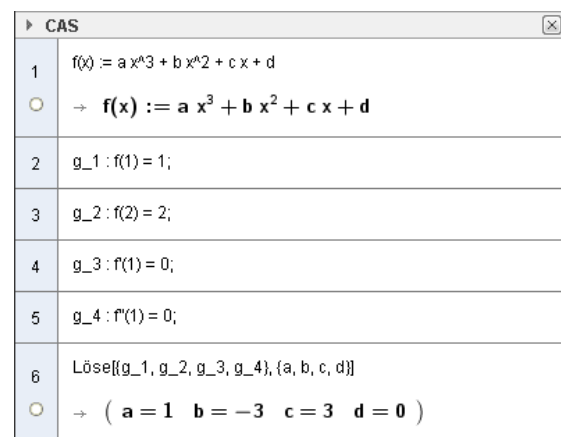 CAS
1
f(x) := a x^3 + b x^2 + c x + d
→ f(x) := a x³ + b x² + c x + d
2
g_1 : f(1) = 1;
3
g_2 : f(2) = 2;
4
g_3 : f'(1) = 0;
5
g_4 : f''(1) = 0;
6
Löse[{g_1, g_2, g_3, g_4}, {a, b, c, d}]
→ ( a = 1 b = −3 c = 3 d = 0 )